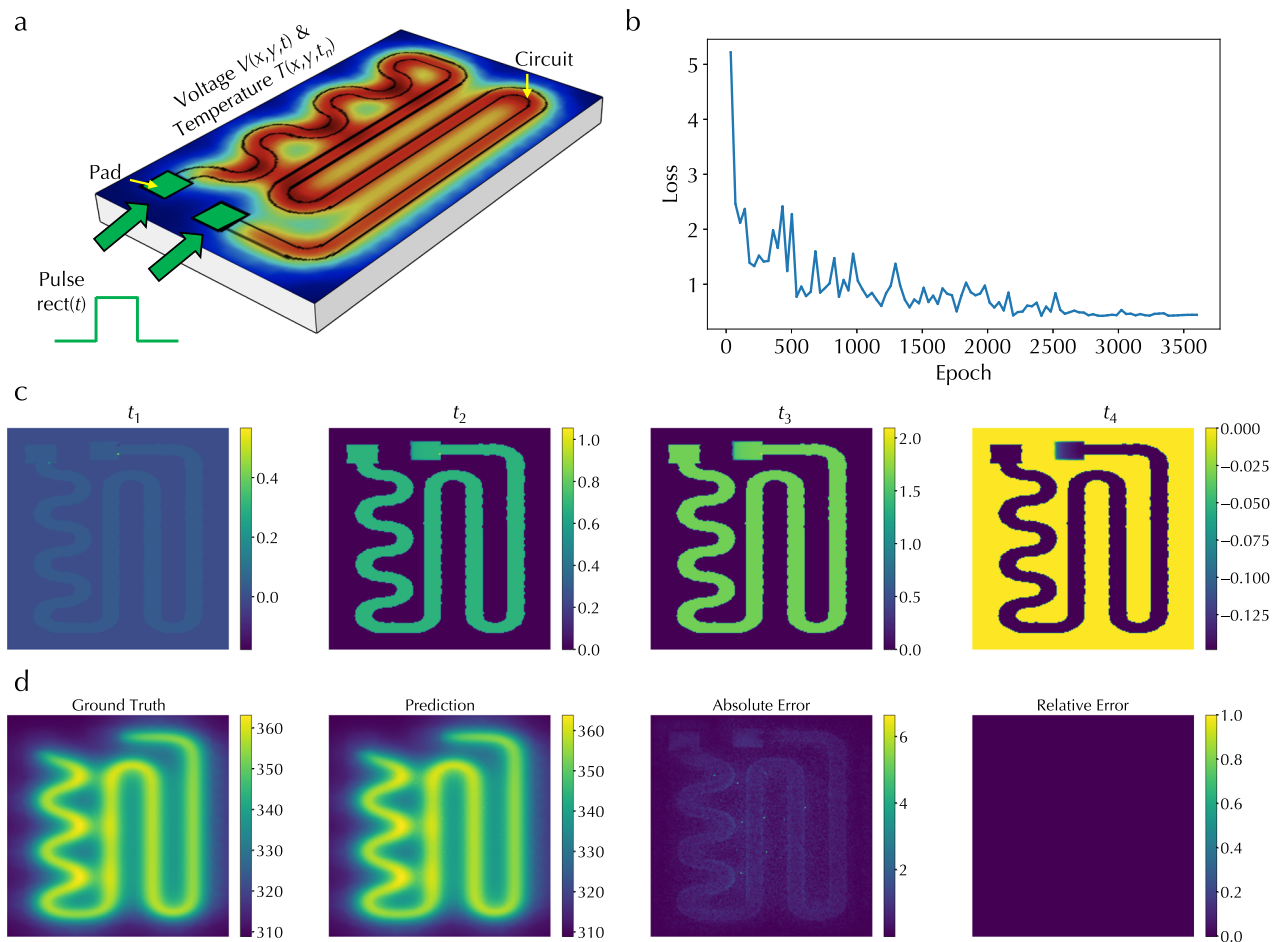 a
Voltage V(x,y,t) &
Temperature T(x,y,tn)
Circuit
Pad
Pulse
rect(t)
b
Loss
5
4
3
2
1
0 500 1000 1500 2000 2500 3000 3500
Epoch
c
t1
0.4
0.2
0.0
t2
1.0
0.8
0.6
0.4
0.2
0.0
t3
2.0
1.5
1.0
0.5
0.0
t4
0.000
−0.025
−0.050
−0.075
−0.100
−0.125
d
Ground Truth
360
350
340
330
320
310
Prediction
360
350
340
330
320
310
Absolute Error
6
4
2
Relative Error
1.0
0.8
0.6
0.4
0.2
0.0